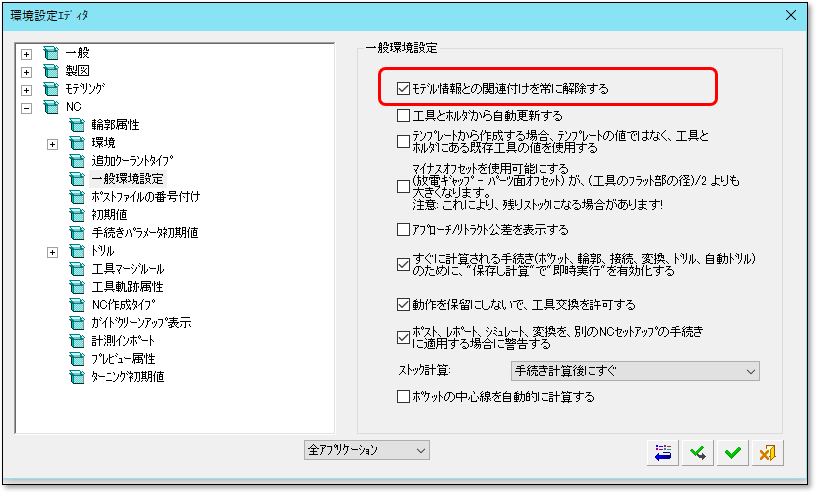 環境設定ｴﾃﾞｨﾀ
一般
製図
ﾓﾃﾞﾘﾝｸﾞ
NC
輪郭属性
環境
追加ｸｰﾗﾝﾄﾀｲﾌﾟ
一般環境設定
ﾎﾟｽﾄﾌｧｲﾙの番号付け
初期値
手続きﾊﾟﾗﾒｰﾀ初期値
ﾄﾞﾘﾙ
工具ﾏｰｼﾞﾙｰﾙ
工具軌跡属性
NC作成ﾀｲﾌﾟ
ｶﾞｲﾄﾞｸﾘｰﾝｱｯﾌﾟ表示
計測ｲﾝﾎﾟｰﾄ
ﾌﾟﾚﾋﾞｭｰ属性
ﾀｰﾆﾝｸﾞ初期値
一般環境設定
ﾓﾃﾞﾙ情報との関連付けを常に解除する
工具とﾎﾙﾀﾞから自動更新する
ﾃﾝﾌﾟﾚｰﾄから作成する場合、ﾃﾝﾌﾟﾚｰﾄの値ではなく、工具と
ﾎﾙﾀﾞにある既存工具の値を使用する
ﾏｲﾅｽｵﾌｾｯﾄを使用可能にする
(放電ｷﾞｬｯﾌﾟ - ﾊﾟｰﾂ面ｵﾌｾｯﾄ) が、(工具のﾌﾗｯﾄ部の径)/2 よりも
大きくなります。
注意: これにより、残りｽﾄｯｸになる場合があります!
ｱﾌﾟﾛｰﾁ/ﾘﾄﾗｸﾄ公差を表示する
すぐに計算される手続き(ﾎﾟｹｯﾄ、輪郭、接続、変換、ﾄﾞﾘﾙ、自動ﾄﾞﾘﾙ)
のために、"保存し計算"で"即時実行"を有効化する
動作を保留にしないで、工具交換を許可する
ﾎﾟｽﾄ、ﾚﾎﾟｰﾄ、ｼﾐｭﾚｰﾄ、変換を、別のNCｾｯﾄｱｯﾌﾟの手続き
に適用する場合に警告する
ｽﾄｯｸ計算:
手続き計算後にすぐ
ﾎﾟｹｯﾄの中心線を自動的に計算する
全ｱﾌﾟﾘｹｰｼｮﾝ